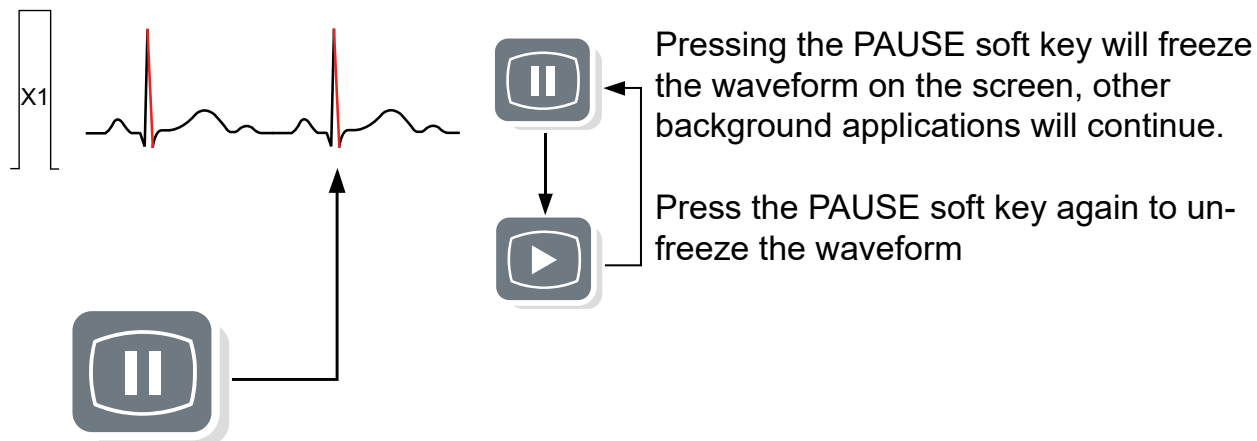 X1
Pressing the PAUSE soft key will freeze
the waveform on the screen, other
background applications will continue.
Press the PAUSE soft key again to un-
freeze the waveform